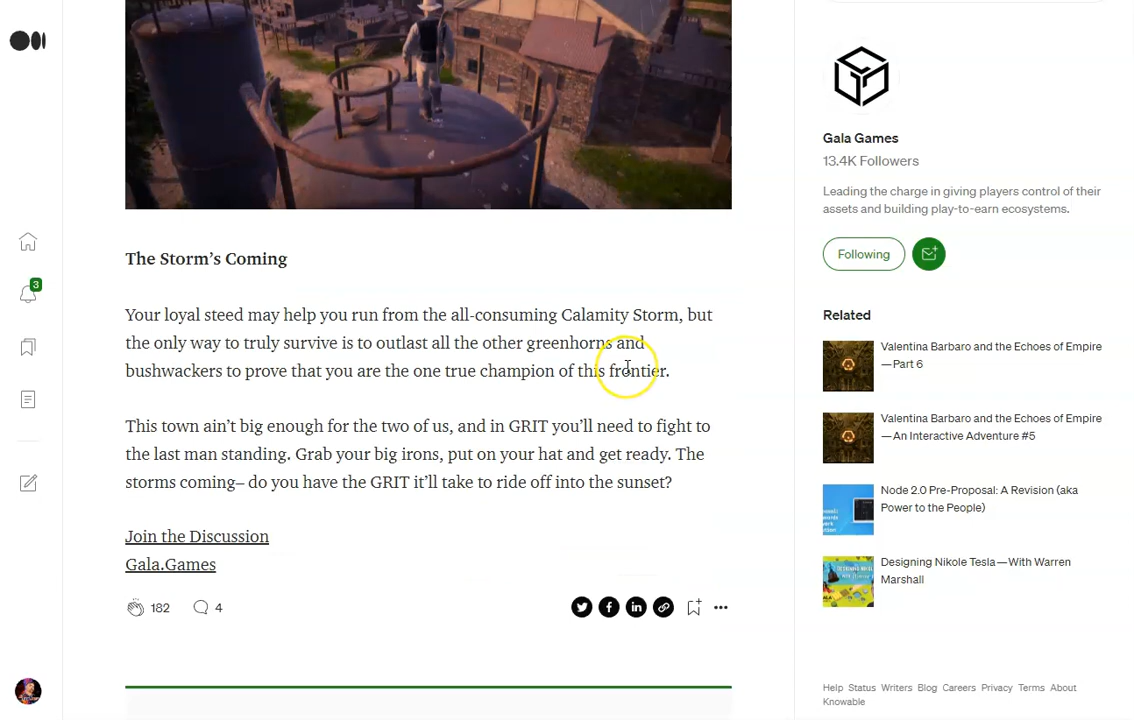 3
The Storm's Coming
Your loyal steed may help you run from the all-consuming Calamity Storm, but
the only way to truly survive is to outlast all the other greenhorns and
bushwackers to prove that you are the one true champion of this frontier.
This town ain't big enough for the two of us, and in GRIT you'll need to fight to
the last man standing. Grab your big irons, put on your hat and get ready. The
storms coming– do you have the GRIT it'll take to ride off into the sunset?
Join the Discussion
Gala.Games
182
4
Gala Games
13.4K Followers
Leading the charge in giving players control of their
assets and building play-to-earn ecosystems.
Following
Related
Valentina Barbaro and the Echoes of Empire
—Part 6
Valentina Barbaro and the Echoes of Empire
—An Interactive Adventure #5
Node 2.0 Pre-Proposal: A Revision (aka
Power to the People)
Designing Nikole Tesla—With Warren
Marshall
Help Status Writers Blog Careers Privacy Terms About
Knowable